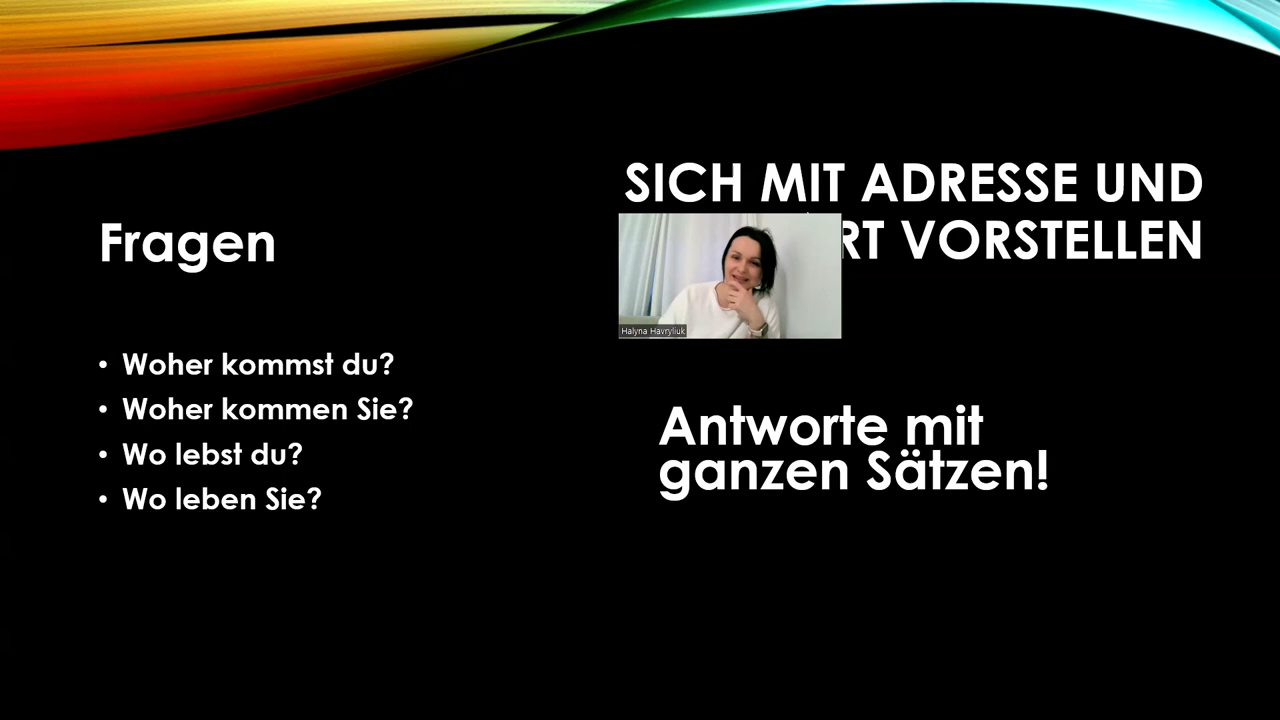 SICH MIT ADRESSE UND
VORSTELLEN
Fragen
Halyna Havryliuk
• Woher kommst du?
• Woher kommen Sie?
• Wo lebst du?
• Wo leben Sie?
Antworte mit
ganzen Sätzen!